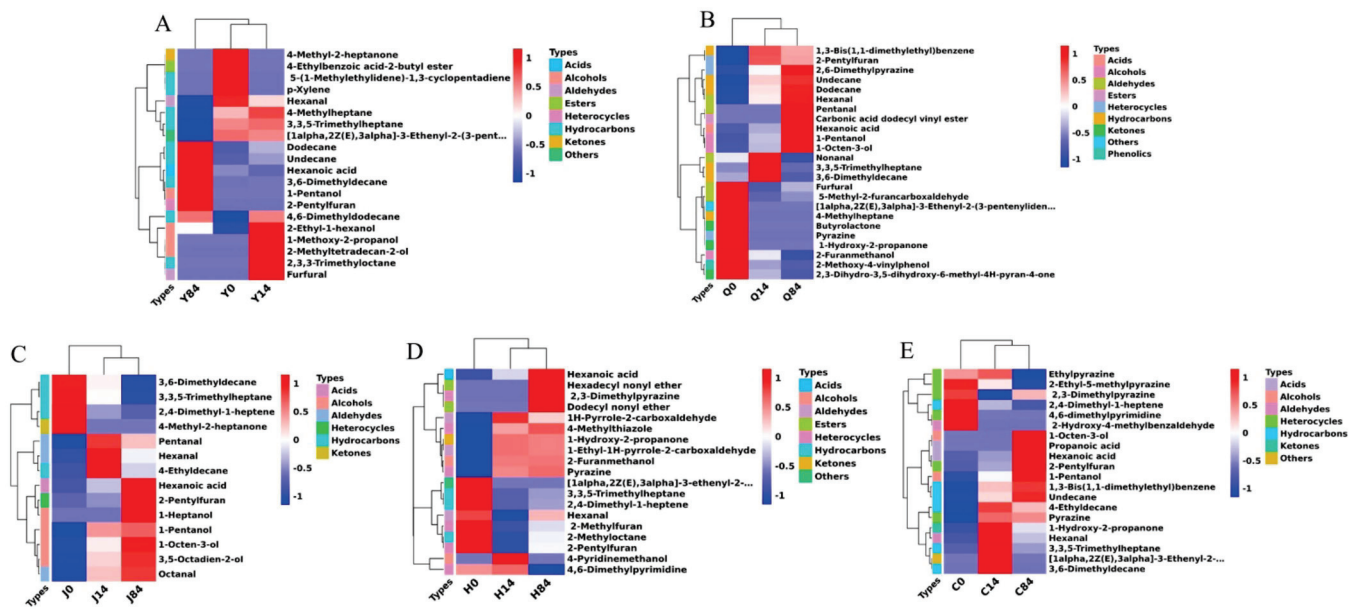 A
4-Methyl-2-heptanone
4-Ethylbenzoic acid-2-butyl ester
5-(1-Methylethylidene)-1,3-cyclopentadiene
p-Xylene
Hexanal
4-Methylheptane
3,3,5-Trimethylheptane
[1alpha,2Z(E),3alpha]-3-Ethenyl-2-(3-pent...
Dodecane
Undecane
Hexanoic acid
3,6-Dimethyldecane
1-Pentanol
2-Pentylfuran
4,6-Dimethyldodecane
2-Ethyl-1-hexanol
1-Methoxy-2-propanol
2-Methyltetradecan-2-ol
2,3,3-Trimethyloctane
Furfural
Types
Y84
Y0
Y14
1
0.5
0
-0.5
-1
Types
Acids
Alcohols
Aldehydes
Esters
Heterocycles
Hydrocarbons
Ketones
Others
B
1,3-Bis(1,1-dimethylethyl)benzene
2-Pentylfuran
2,6-Dimethylpyrazine
Undecane
Dodecane
Hexanal
Pentanal
Carbonic acid dodecyl vinyl ester
Hexanoic acid
1-Pentanol
1-Octen-3-ol
Nonanal
3,3,5-Trimethylheptane
3,6-Dimethyldecane
Furfural
5-Methyl-2-furancarboxaldehyde
[1alpha,2Z(E),3alpha]-3-Ethenyl-2-(3-pentenyliden...
4-Methylheptane
Butyrolactone
Pyrazine
1-Hydroxy-2-propanone
2-Furanmethanol
2-Methoxy-4-vinylphenol
2,3-Dihydro-3,5-dihydroxy-6-methyl-4H-pyran-4-one
Types
Q0
Q14
Q84
1
0.5
0
-0.5
-1
Types
Acids
Alcohols
Aldehydes
Esters
Heterocycles
Hydrocarbons
Ketones
Others
Phenolics
C
3,6-Dimethyldecane
3,3,5-Trimethylheptane
2,4-Dimethyl-1-heptene
4-Methyl-2-heptanone
Pentanal
Hexanal
4-Ethyldecane
Hexanoic acid
2-Pentylfuran
1-Heptanol
1-Pentanol
1-Octen-3-ol
3,5-Octadien-2-ol
Octanal
Types
J0
J14
J84
1
0.5
0
-0.5
-1
Types
Acids
Alcohols
Aldehydes
Heterocycles
Hydrocarbons
Ketones
D
Hexanoic acid
Hexadecyl nonyl ether
2,3-Dimethylpyrazine
Dodecyl nonyl ether
1H-Pyrrole-2-carboxaldehyde
4-Methylthiazole
1-Hydroxy-2-propanone
1-Ethyl-1H-pyrrole-2-carboxaldehyde
2-Furanmethanol
Pyrazine
[1alpha,2Z(E),3alpha]-3-ethenyl-2-...
3,3,5-Trimethylheptane
2,4-Dimethyl-1-heptene
Hexanal
2-Methylfuran
2-Methyloctane
2-Pentylfuran
4-Pyridinemethanol
4,6-Dimethylpyrimidine
Types
H0
H14
H84
1
0.5
0
-0.5
-1
Types
Acids
Alcohols
Aldehydes
Esters
Heterocycles
Hydrocarbons
Ketones
Others
E
Ethylpyrazine
2-Ethyl-5-methylpyrazine
2,3-Dimethylpyrazine
2,4-Dimethyl-1-heptene
4,6-dimethylpyrimidine
2-Hydroxy-4-methylbenzaldehyde
1-Octen-3-ol
Propanoic acid
Hexanoic acid
2-Pentylfuran
1-Pentanol
1,3-Bis(1,1-dimethylethyl)benzene
Undecane
4-Ethyldecane
Pyrazine
1-Hydroxy-2-propanone
Hexanal
3,3,5-Trimethylheptane
[1alpha,2Z(E),3alpha]-3-Ethenyl-2-...
3,6-Dimethyldecane
Types
C0
C14
C84
1
0.5
0
-0.5
-1
Types
Acids
Alcohols
Aldehydes
Heterocycles
Hydrocarbons
Ketones
Others